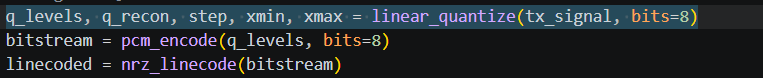 q_levels, q_recon, step, xmin, xmax = linear_quantize(tx_signal, bits=8)
bitstream = pcm_encode(q_levels, bits=8)
linecoded = nrz_linecode(bitstream)